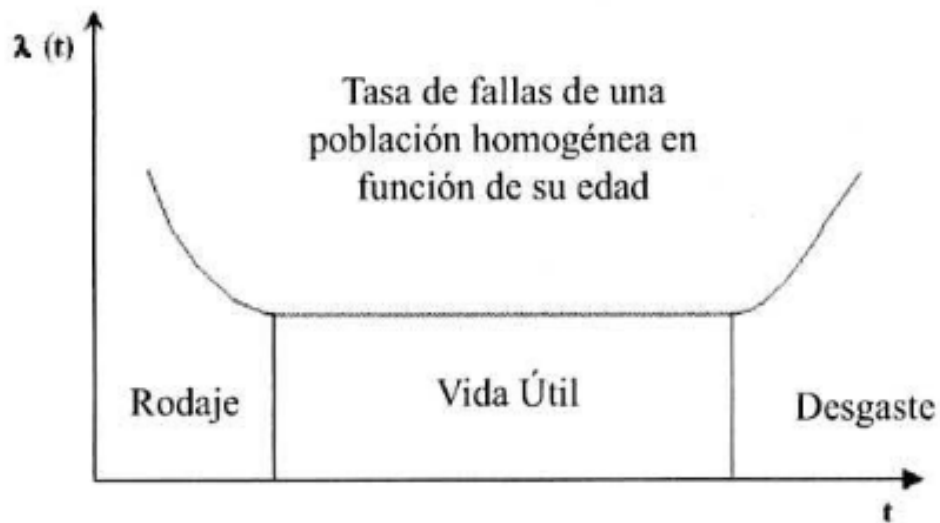 λ (t)
Tasa de fallas de una
población homogénea en
función de su edad
Rodaje
Vida Útil
Desgaste
t